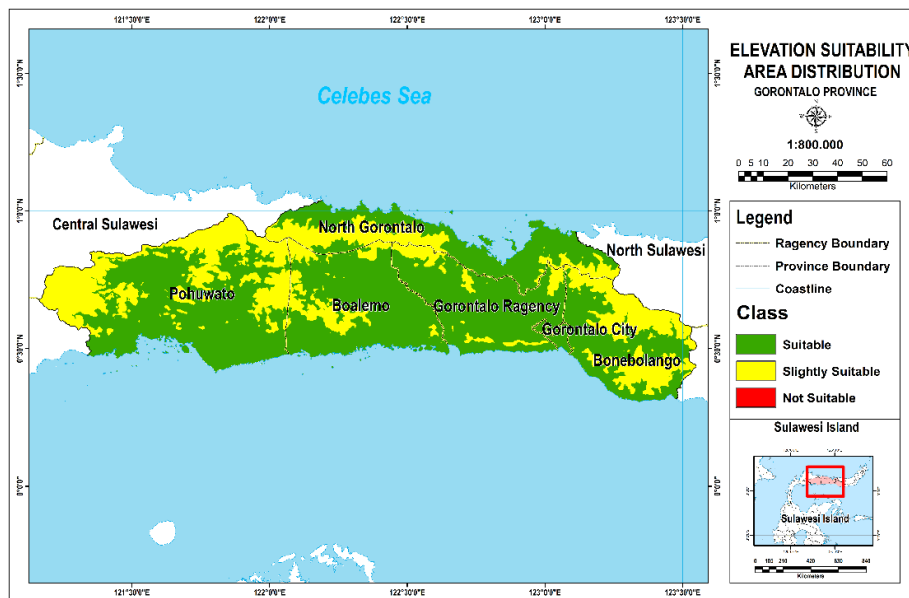 121°30'0"E 122°0'0"E 122°30'0"E 123°0'0"E 123°30'0"E
ELEVATION SUITABILITY
AREA DISTRIBUTION
GORONTALO PROVINCE
N
S
1:800.000
0 5 10 20 30 40 50 60
Kilometers
1°30'0"N
1°30'0"N
Celebes Sea
1°0'0"N
1°0'0"N
Central Sulawesi
North Gorontalo
North Sulawesi
Pohuwato
Boalemo
Gorontalo Ragency
Gorontalo City
Bonebolango
0°30'0"N
0°30'0"N
0°0'0"
0°0'0"
121°30'0"E 122°0'0"E 122°30'0"E 123°0'0"E 123°30'0"E
Legend
Ragency Boundary
Province Boundary
Coastline
Class
Suitable
Slightly Suitable
Not Suitable
Sulawesi Island
Sulawesi Island
Kilometers